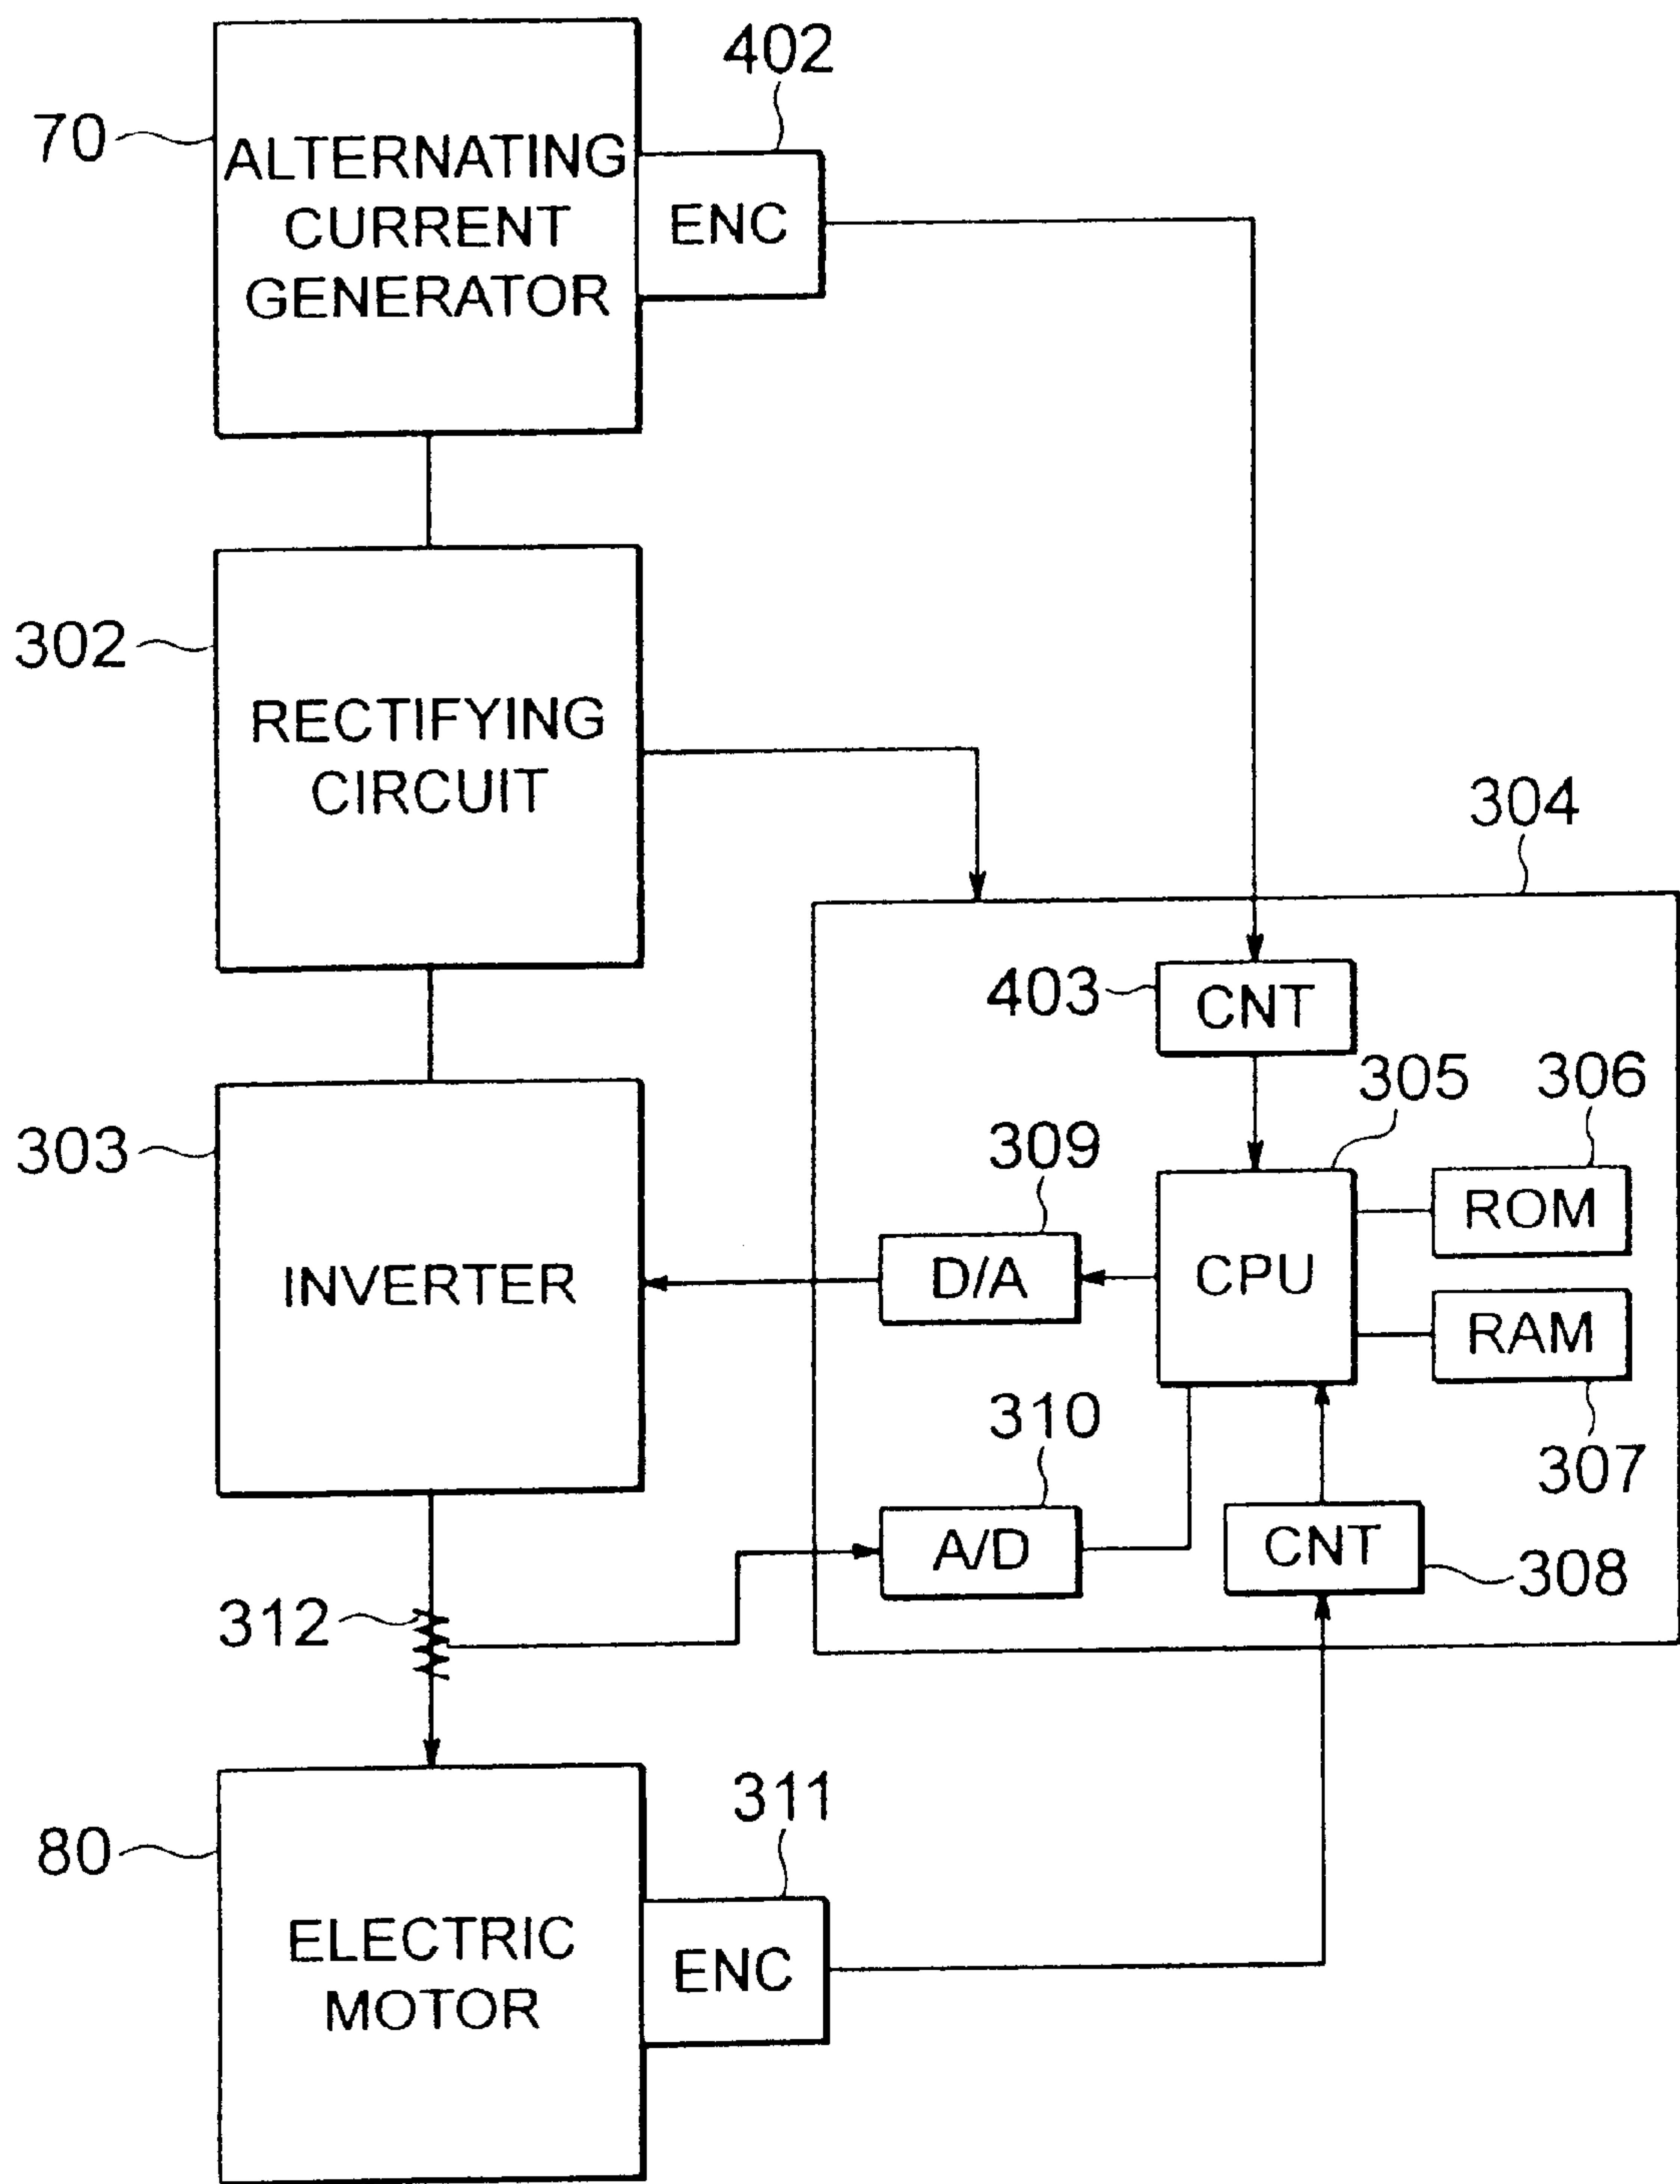 402
70
ALTERNATING
CURRENT
GENERATOR
ENC
302
RECTIFYING
CIRCUIT
304
403
CNT
305
306
303
309
ROM
INVERTER
D/A
CPU
RAM
310
307
A/D
CNT
308
312
311
80
ELECTRIC
MOTOR
ENC